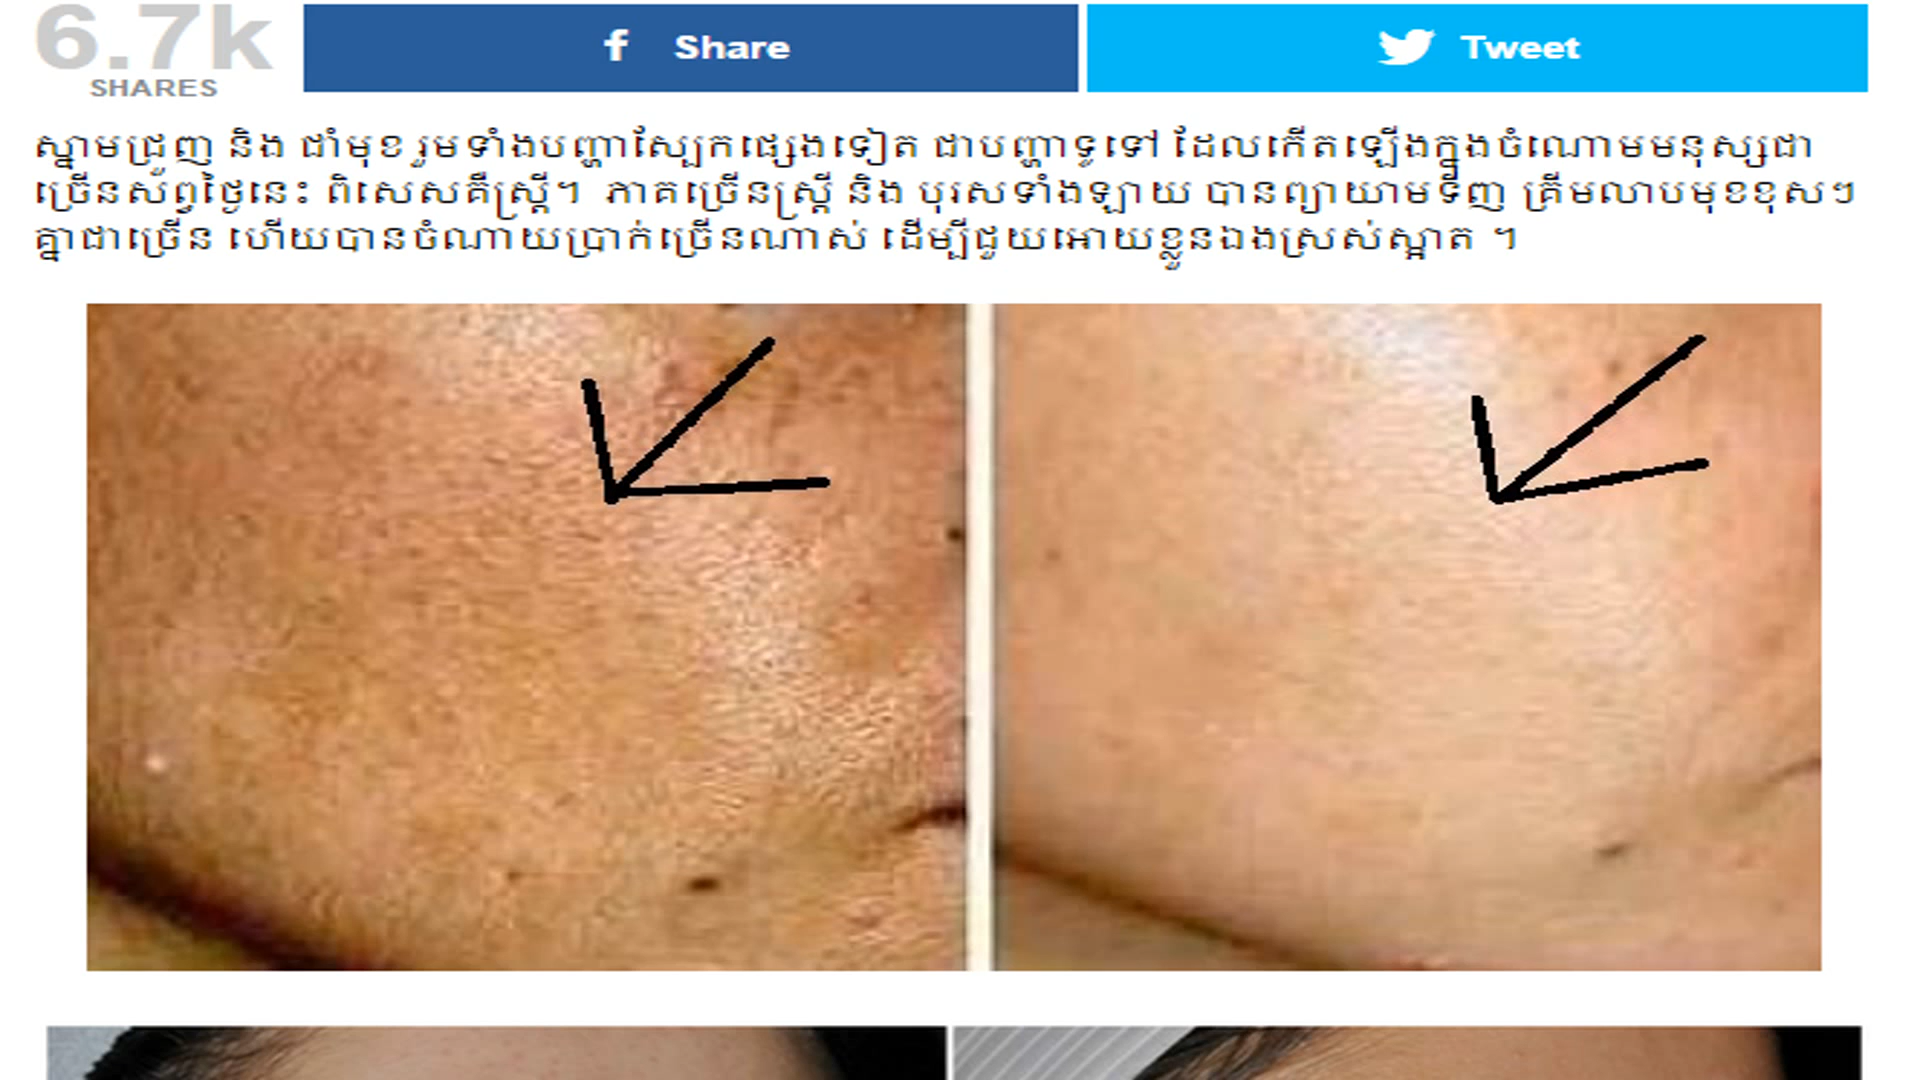 6.7k
SHARES
Share
Tweet
ស្នាមជ្រួញ និង ជាំមុខ រួមទាំងបញ្ហាស្បែកផ្សេងទៀត ជាបញ្ហាទូទៅ ដែលកើតឡើងក្នុងចំណោមមនុស្សជា
ច្រើនសព្វថ្ងៃនេះ ពិសេសគឺស្ត្រី។ ភាគច្រើនស្ត្រី និង បុរសទាំងឡាយ បានព្យាយាមទិញ គ្រីមលាបមុខខុសៗ
គ្នាជាច្រើន ហើយបានចំណាយប្រាក់ច្រើនណាស់ ដើម្បីជួយអោយខ្លួនឯងស្រស់ស្អាត ។